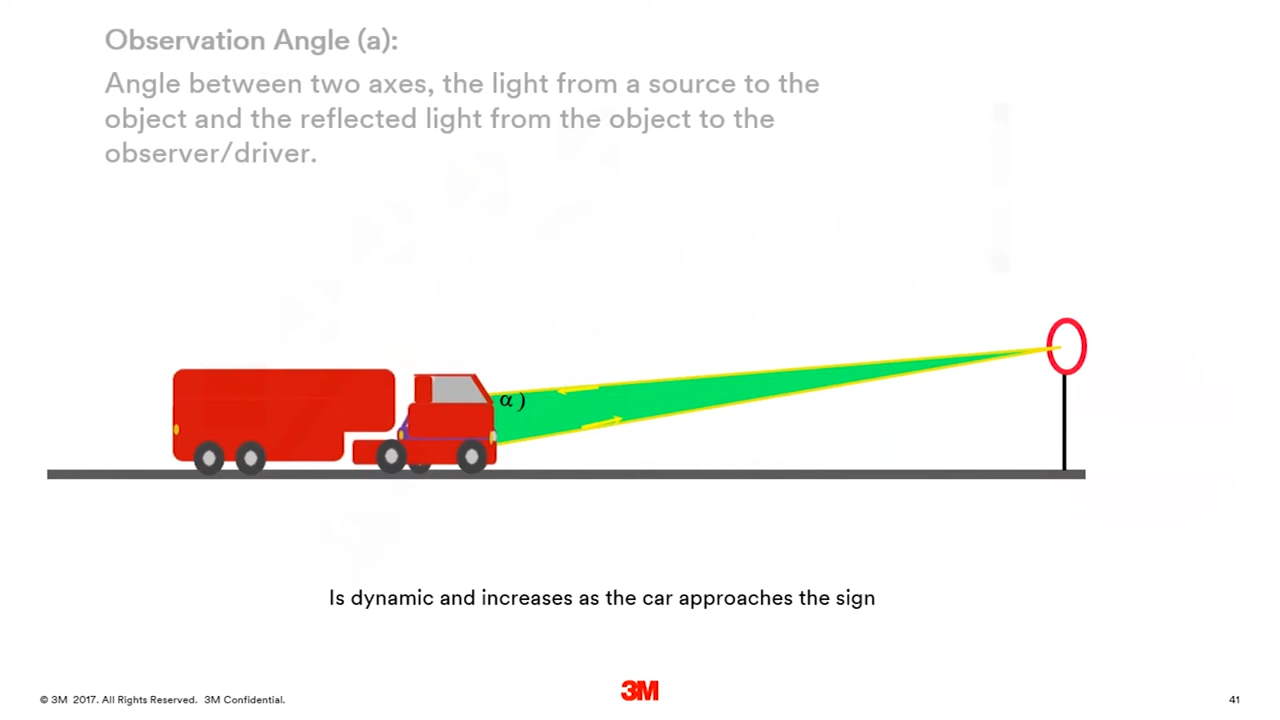 Observation Angle (a):
Angle between two axes, the light from a source to the
object and the reflected light from the object to the
observer/driver.
α )
Is dynamic and increases as the car approaches the sign
© 3M 2017. All Rights Reserved. 3M Confidential.
3M
41